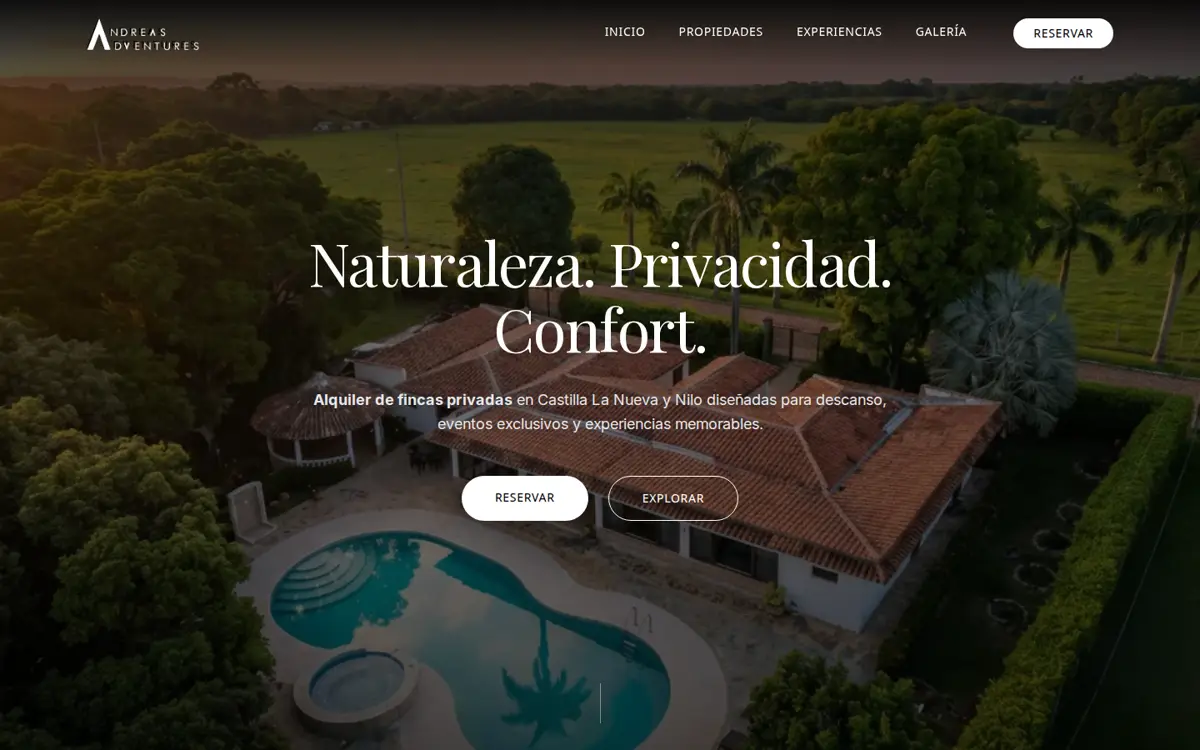 ANDREAS
ADVENTURES
INICIO
PROPIEDADES
EXPERIENCIAS
GALERÍA
RESERVAR
Naturaleza. Privacidad.
Confort.
Alquiler de fincas privadas en Castilla La Nueva y Nilo diseñadas para descanso,
eventos exclusivos y experiencias memorables.
RESERVAR
EXPLORAR